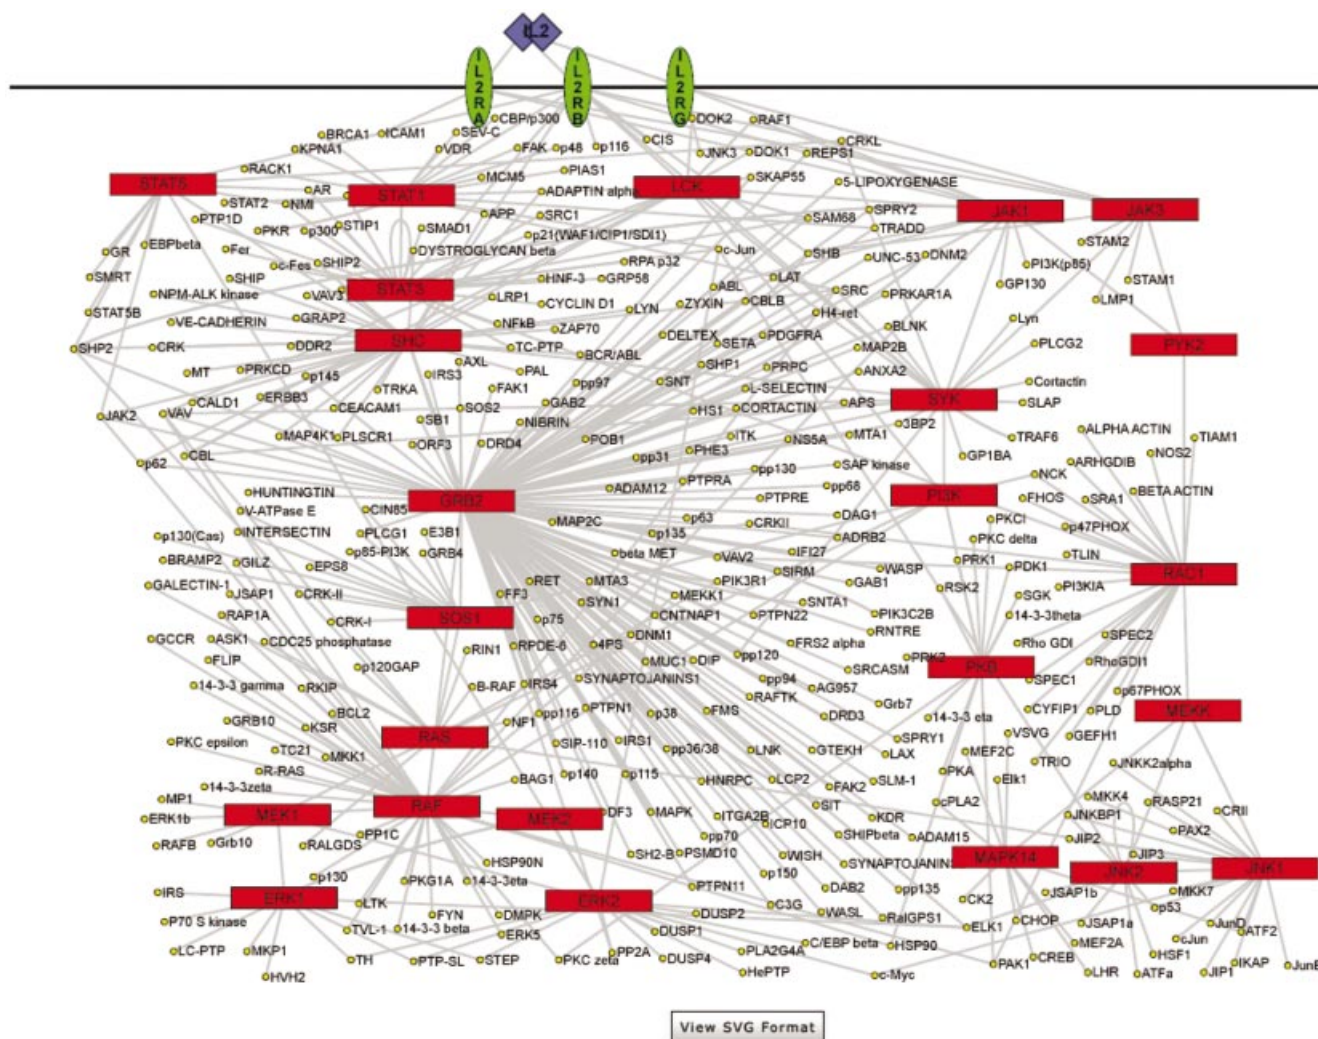 IL2
IL2RA
IL2RB
IL2RG
CBP/p300
DOK2
RAF1
BRCA1
ICAM1
SEV-C
KPNA1
VDR
FAK
p48
p116
CIS
JNK3
DOK1
CRKL
REPS1
RACK1
STAT5
AR
STAT1
MCM5
PIAS1
ADAPTIN alpha
LCK
SKAP55
5-LIPOXYGENASE
JAK1
JAK3
STAT2
NMI
PTP1D
PKR
p300
STIP1
SMAD1
APP
SRC1
p21(WAF1/CIP1/SDI1)
SAM68
SPRY2
TRADD
GR
EBPbeta
Fer
c-Fes
SHIP2
DYSTROGLYCAN beta
RPA p32
c-Jun
SHB
UNC-53
DNM2
STAM2
PI3K(p85)
SMRT
SHIP
STAT3
HNF-3
GRP58
ABL
LAT
SRC
PRKAR1A
GP130
STAM1
NPM-ALK kinase
VAV3
LRP1
CYCLIN D1
LYN
ZYXIN
CBLB
H4-ret
LMP1
STAT5B
VE-CADHERIN
GRAP2
NFkB
ZAP70
DELTEX
SETA
PDGFRA
BLNK
Lyn
SHP2
CRK
DDR2
SHC
TC-PTP
BCR/ABL
SHP1
PRPC
MAP2B
PLCG2
PYK2
MT
PRKCD
p145
AXL
IRS3
PAL
pp97
SNT
L-SELECTIN
ANXA2
Cortactin
CALD1
ERBB3
TRKA
FAK1
GAB2
HS1
CORTACTIN
APS
SYK
SLAP
JAK2
VAV
CEACAM1
SB1
SOS2
NIBRIN
3BP2
MAP4K1
PLSCR1
ORF3
DRD4
POB1
ITK
NS5A
MTA1
TRAF6
ALPHA ACTIN
TIAM1
p62
CBL
pp31
PHE3
pp130
SAP kinase
GP1BA
NCK
ARHGDIB
NOS2
HUNTINGTIN
GRB2
ADAM12
PTPRA
PTPRE
pp68
PI3K
FHOS
SRA1
BETA ACTIN
V-ATPase E
CIN85
MAP2C
p63
CRKII
DAG1
PKCI
p47PHOX
p130(Cas)
INTERSECTIN
PLCG1
E3B1
p135
ADRB2
PKC delta
BRAMP2
GILZ
p85-PI3K
GRB4
beta MET
VAV2
IFI27
PRK1
TLIN
EPS8
SIRM
WASP
PDK1
RAC1
GALECTIN-1
JSAP1
CRK-II
RET
FF3
MTA3
PIK3R1
MEKK1
GAB1
RSK2
PI3KIA
SGK
RAP1A
SOS1
SYN1
CNTNAP1
PTPN22
SNTA1
PIK3C2B
14-3-3theta
CRK-I
p75
RNTRE
GCCR
ASK1
CDC25 phosphatase
RIN1
RPDE-6
4PS
DNM1
FRS2 alpha
Rho GDI
SPEC2
FLIP
p120GAP
MUC1
DIP
pp120
SRCASM
PRK2
PKB
RhoGDI1
14-3-3 gamma
RKIP
B-RAF
IRS4
SYNAPTOJANINS1
pp94
RAFTK
AG957
SPEC1
p67PHOX
GRB10
BCL2
KSR
NF1
pp116
PTPN1
p38
FMS
DRD3
Grb7
14-3-3 eta
CYFIP1
PLD
MEKK
PKC epsilon
TC21
MKK1
RAS
SIP-110
IRS1
pp36/38
LNK
GTEKH
LAX
SPRY1
MEF2C
VSVG
GEFH1
R-RAS
BAG1
p140
p115
HNRPC
LCP2
FAK2
SLM-1
PKA
Elk1
TRIO
JNKK2alpha
14-3-3zeta
MP1
MEK1
RAF
MEK2
DF3
MAPK
ITGA2B
ICP10
SIT
KDR
cPLA2
MKK4
RASP21
CRII
ERK1b
JNKBP1
RAFB
Grb10
RALGDS
PP1C
pp70
SHIPbeta
ADAM15
JIP2
PAX2
HSP90N
SH2-B
PSMD10
WISH
SYNAPTOJANIN
MAPK14
JNK2
JIP3
JNK1
p130
PKG1A
14-3-3eta
PTPN11
p150
DAB2
pp135
CK2
JSAP1b
MKK7
IRS
ERK1
LTK
ERK2
C3G
p53
P70 S kinase
FYN
DMPK
DUSP2
WASL
RalGPS1
ELK1
CHOP
JSAP1a
JunD
TVL-1
14-3-3 beta
ERK5
DUSP1
ATF2
LC-PTP
MKP1
PP2A
PLA2G4A
C/EBP beta
HSP90
MEF2A
cJun
TH
PTP-SL
STEP
PKC zeta
DUSP4
HePTP
c-Myc
PAK1
CREB
HSF1
IKAP
HVH2
LHR
ATFa
JIP1
View SVG Format